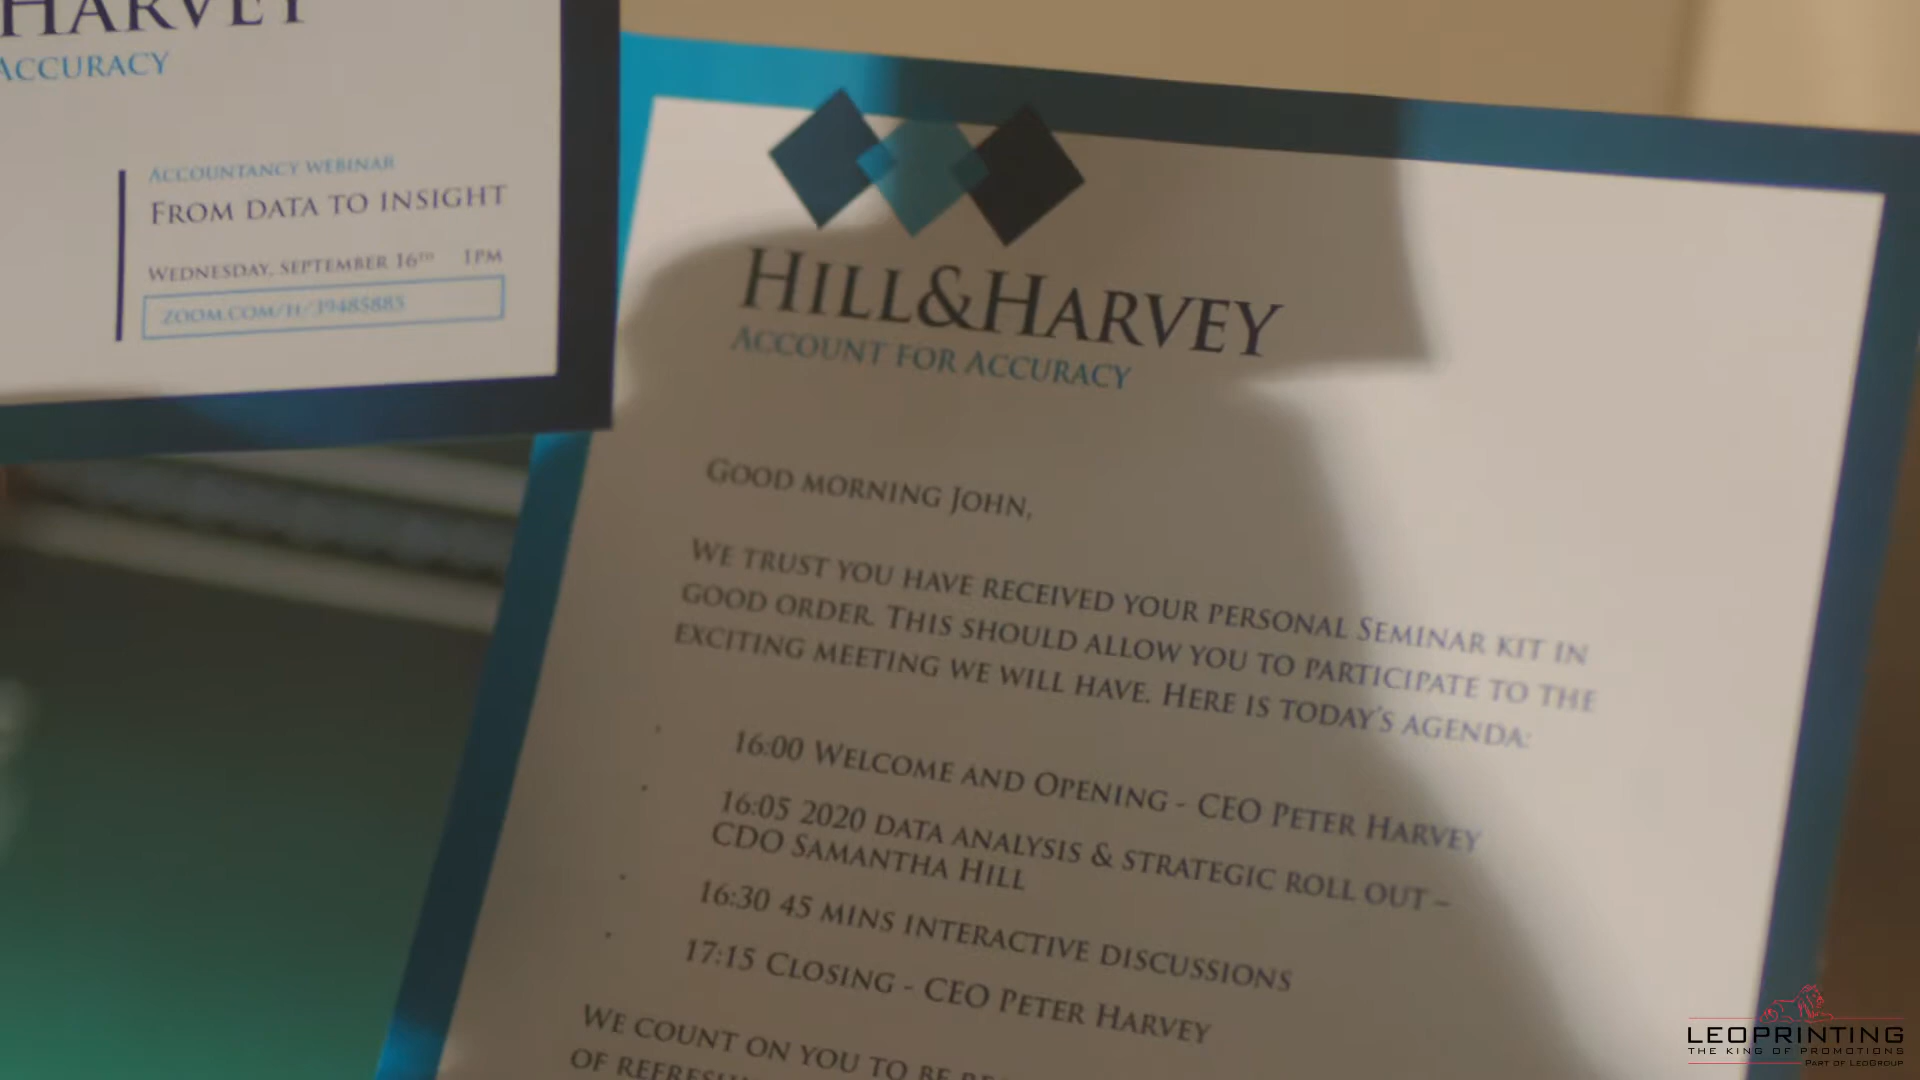 HARVEY
ACCURACY
ACCOUNTANCY WEBINAR
FROM DATA TO INSIGHT
WEDNESDAY, SEPTEMBER 16TH 1PM
ZOOM.COM/H/39485885
HILL&HARVEY
ACCOUNT FOR ACCURACY
GOOD MORNING JOHN,
WE TRUST YOU HAVE RECEIVED YOUR PERSONAL SEMINAR KIT IN
GOOD ORDER. THIS SHOULD ALLOW YOU TO PARTICIPATE TO THE
EXCITING MEETING WE WILL HAVE. HERE IS TODAY'S AGENDA:
· 16:00 WELCOME AND OPENING - CEO PETER HARVEY
· 16:05 2020 DATA ANALYSIS & STRATEGIC ROLL OUT –
CDO SAMANTHA HILL
· 16:30 45 MINS INTERACTIVE DISCUSSIONS
· 17:15 CLOSING - CEO PETER HARVEY
WE COUNT ON YOU TO BE
OF
LEOPRINTING
THE KING OF PROMOTIONS
PART OF LEOGROUP